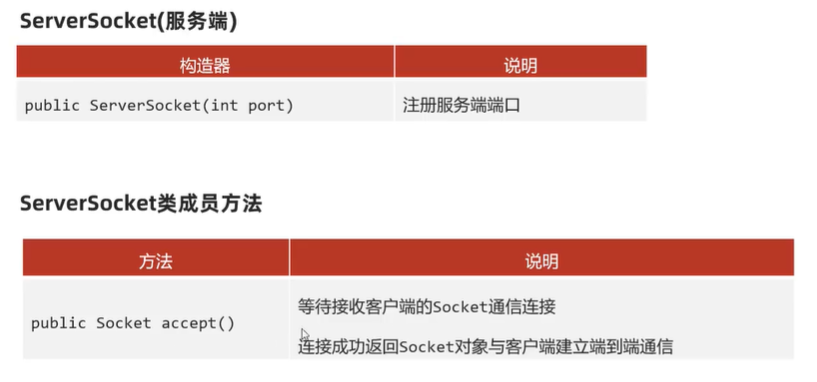 ServerSocket(服务端)
构造器 说明
public ServerSocket(int port) 注册服务端端口
ServerSocket类成员方法
方法 说明
等待接收客户端的Socket通信连接
public Socket accept()
连接成功返回Socket对象与客户端建立端到端通信